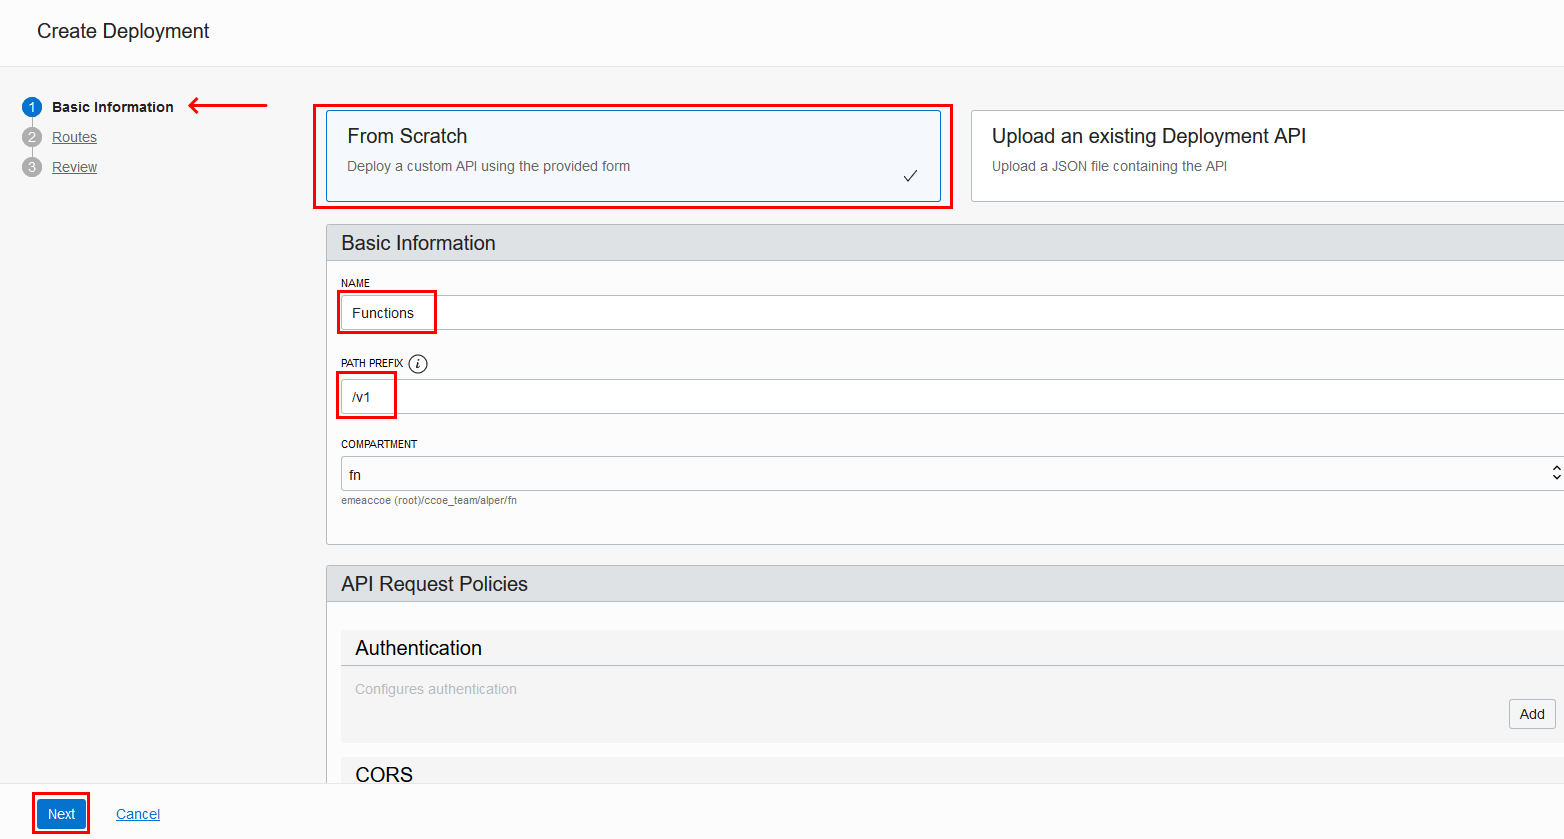 Create Deployment
1 Basic Information
2 Routes
3 Review
From Scratch
Deploy a custom API using the provided form
Upload an existing Deployment API
Upload a JSON file containing the API
Basic Information
NAME
Functions
PATH PREFIX i
/v1
COMPARTMENT
fn
emeaccoe (root)/ccoe_team/alper/fn
API Request Policies
Authentication
Configures authentication
Add
CORS
Next Cancel